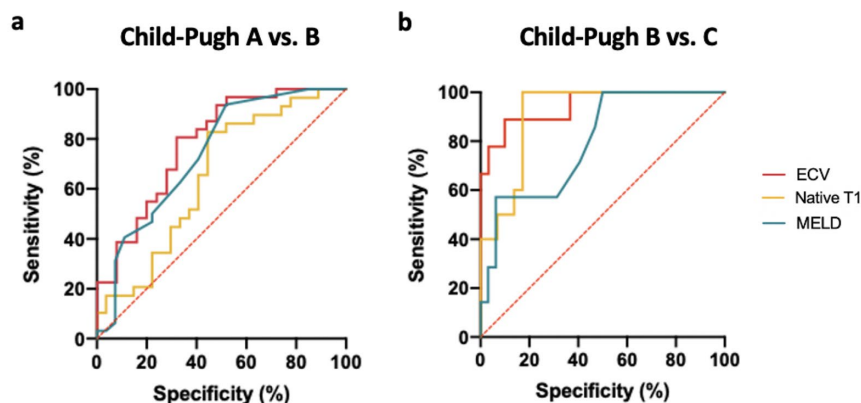 a
Child-Pugh A vs. B
100
80
60
40
20
0
Sensitivity (%)
0 20 40 60 80 100
Specificity (%)
b
Child-Pugh B vs. C
100
80
60
40
20
0
Sensitivity (%)
0 20 40 60 80 100
Specificity (%)
ECV
Native T1
MELD